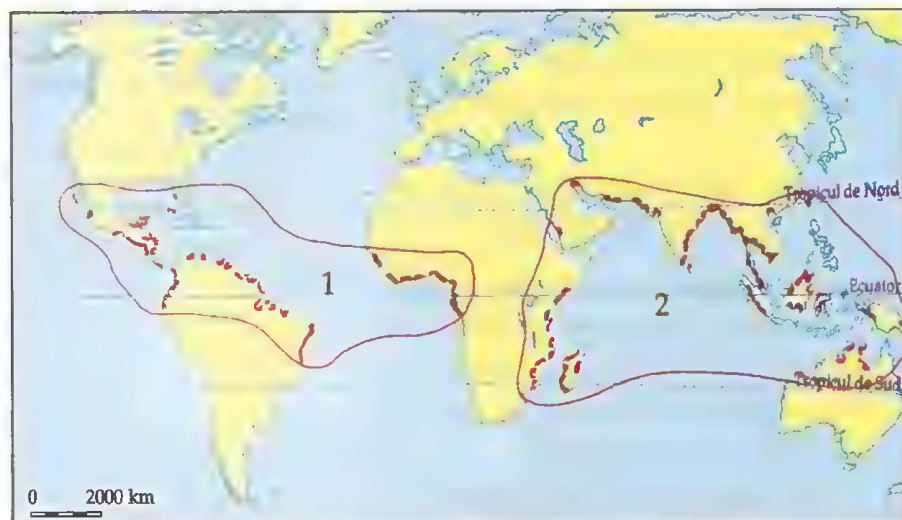 Tropicul de Nord
1
2
Ecuator
Tropicul de Sud
0 2000 km